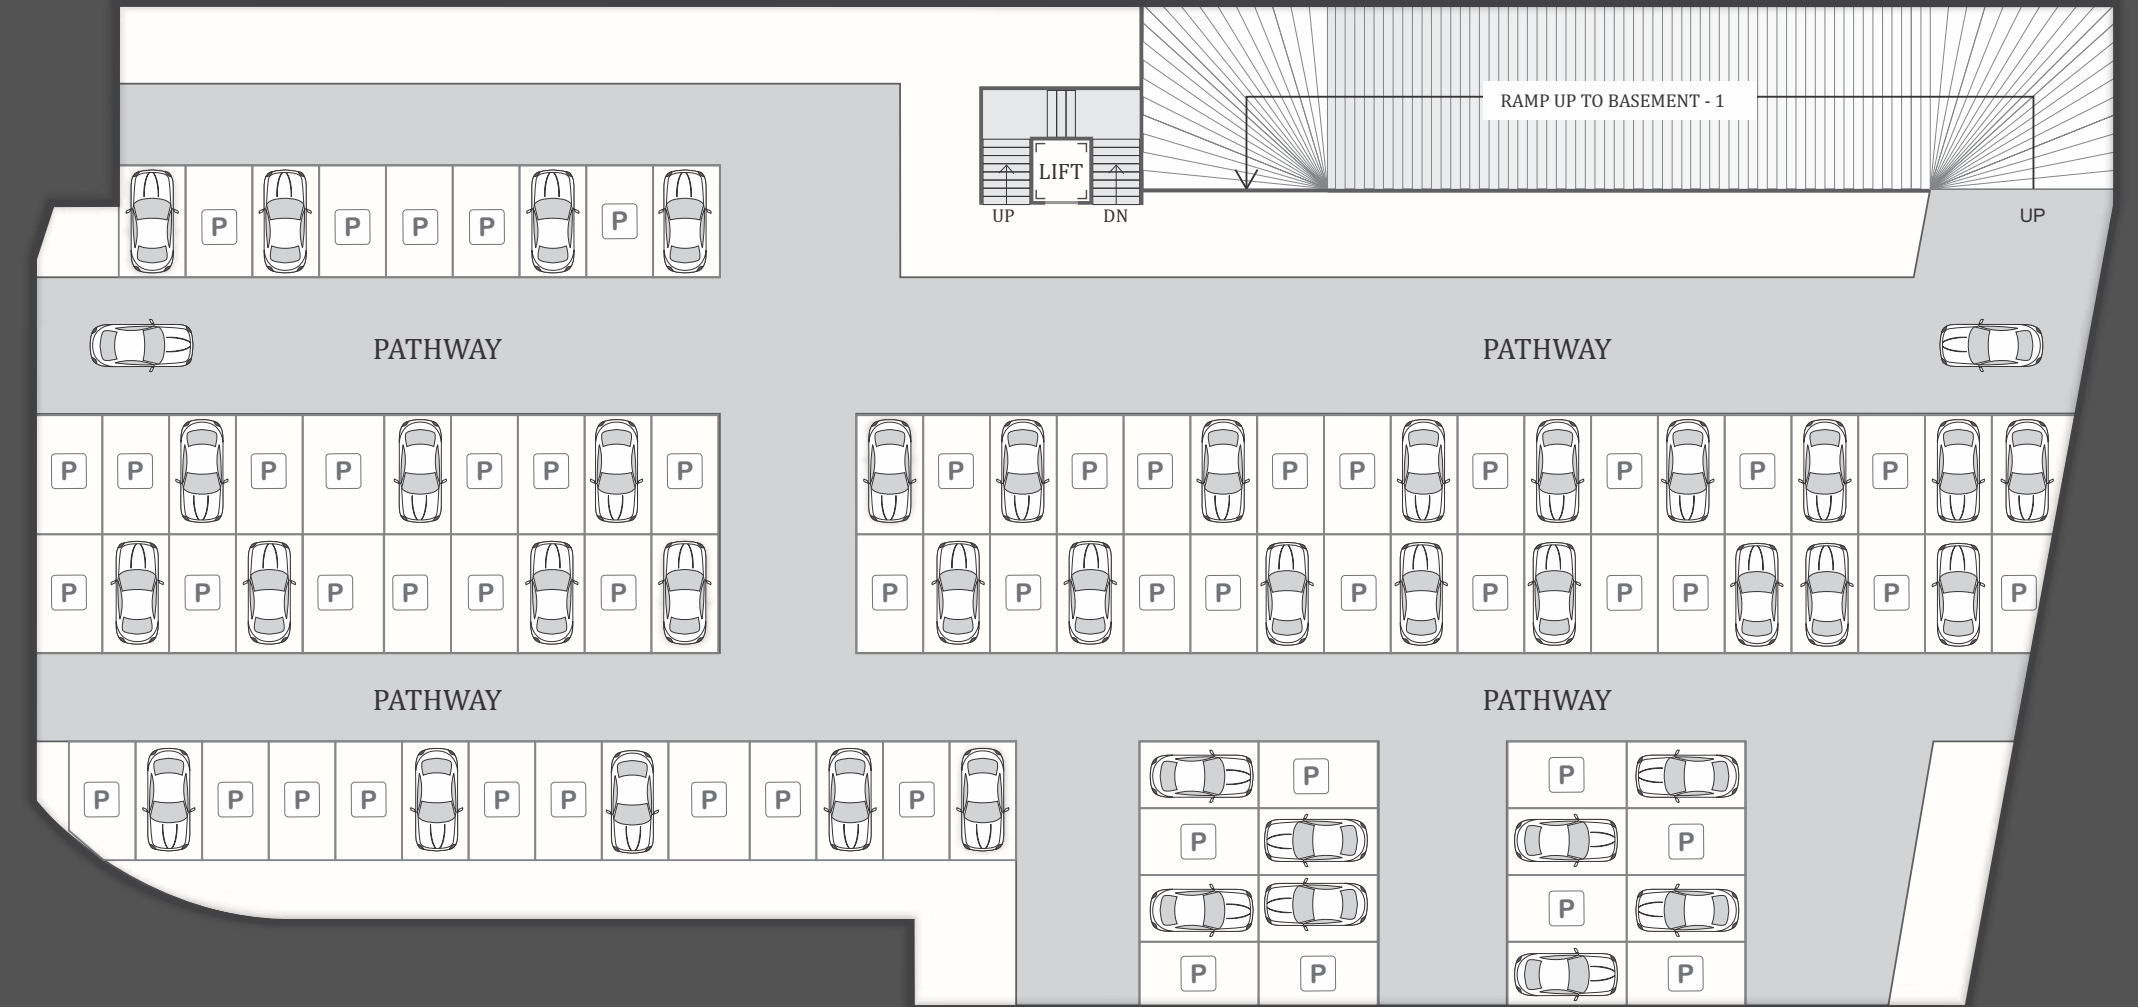 RAMP UP TO BASEMENT - 1
LIFT
UP DN UP
P P P P P
PATHWAY PATHWAY
P P P P P P P P P P P P P P P P
P P P P P P P P P P P P P P P P
PATHWAY PATHWAY
P P
P P P P P P P P P
P P
P
P P P